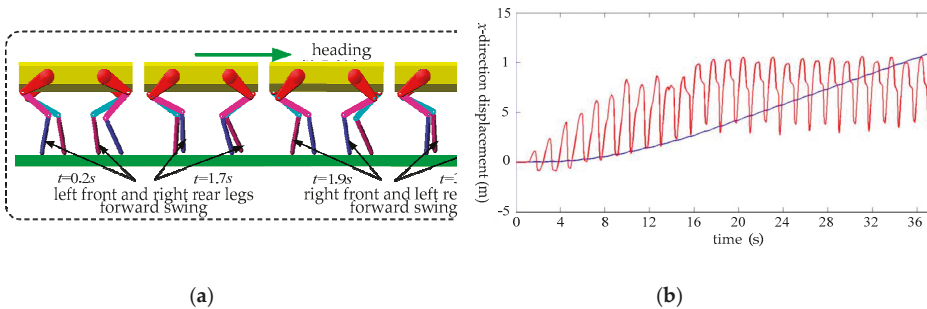 heading
t=0.2s
t=1.7s
t=1.9s
left front and right rear legs
forward swing
right front and left re
forward swing
(a)
x-direction displacement (m)
15
10
5
0
-5
0 4 8 12 16 20 24 28 32 36
time (s)
(b)